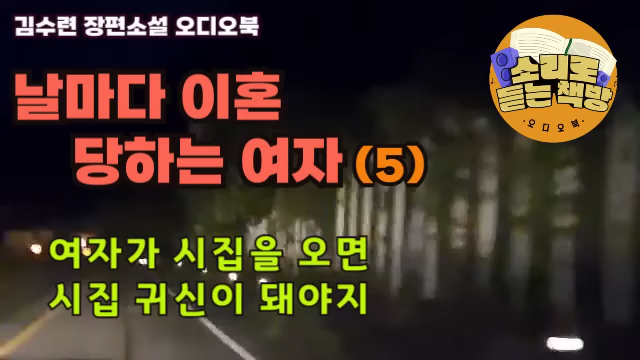 김수련 장편소설 오디오북
소리로
듣는 책방
·오디오북·
날마다 이혼
당하는 여자 (5)
여자가 시집을 오면
시집 귀신이 돼야지